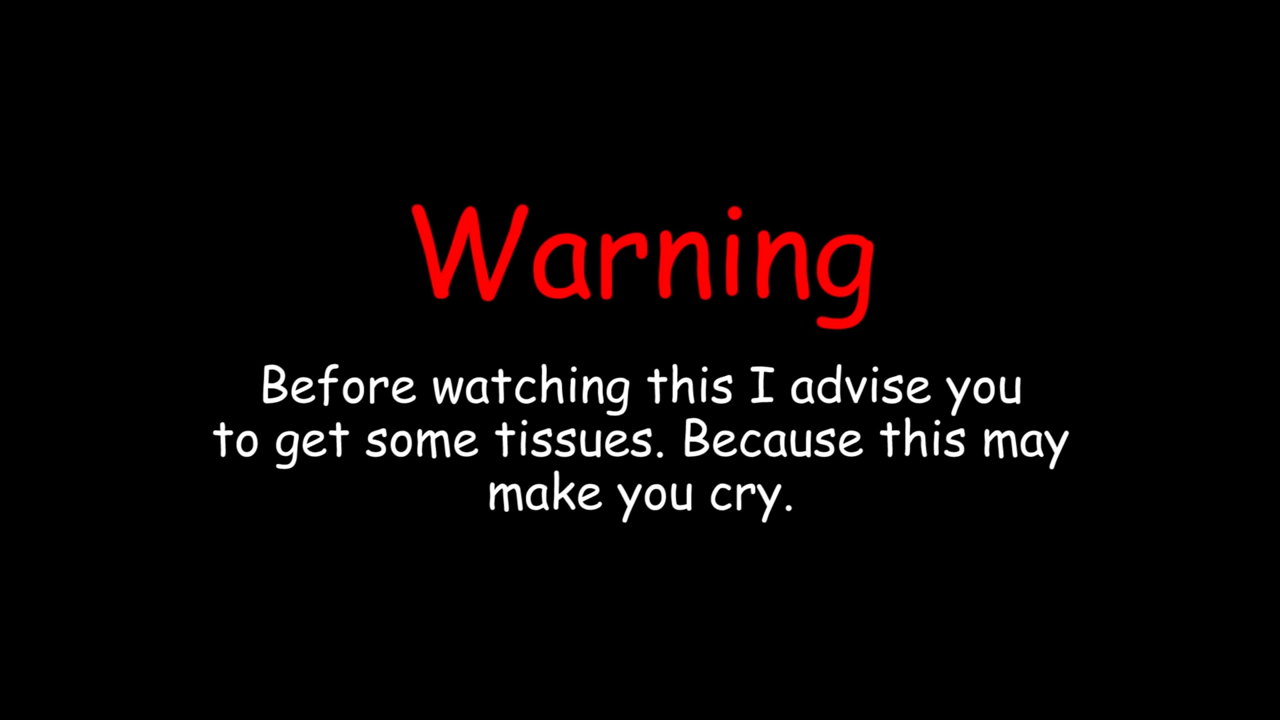 Warning
Before watching this I advise you
to get some tissues. Because this may
make you cry.